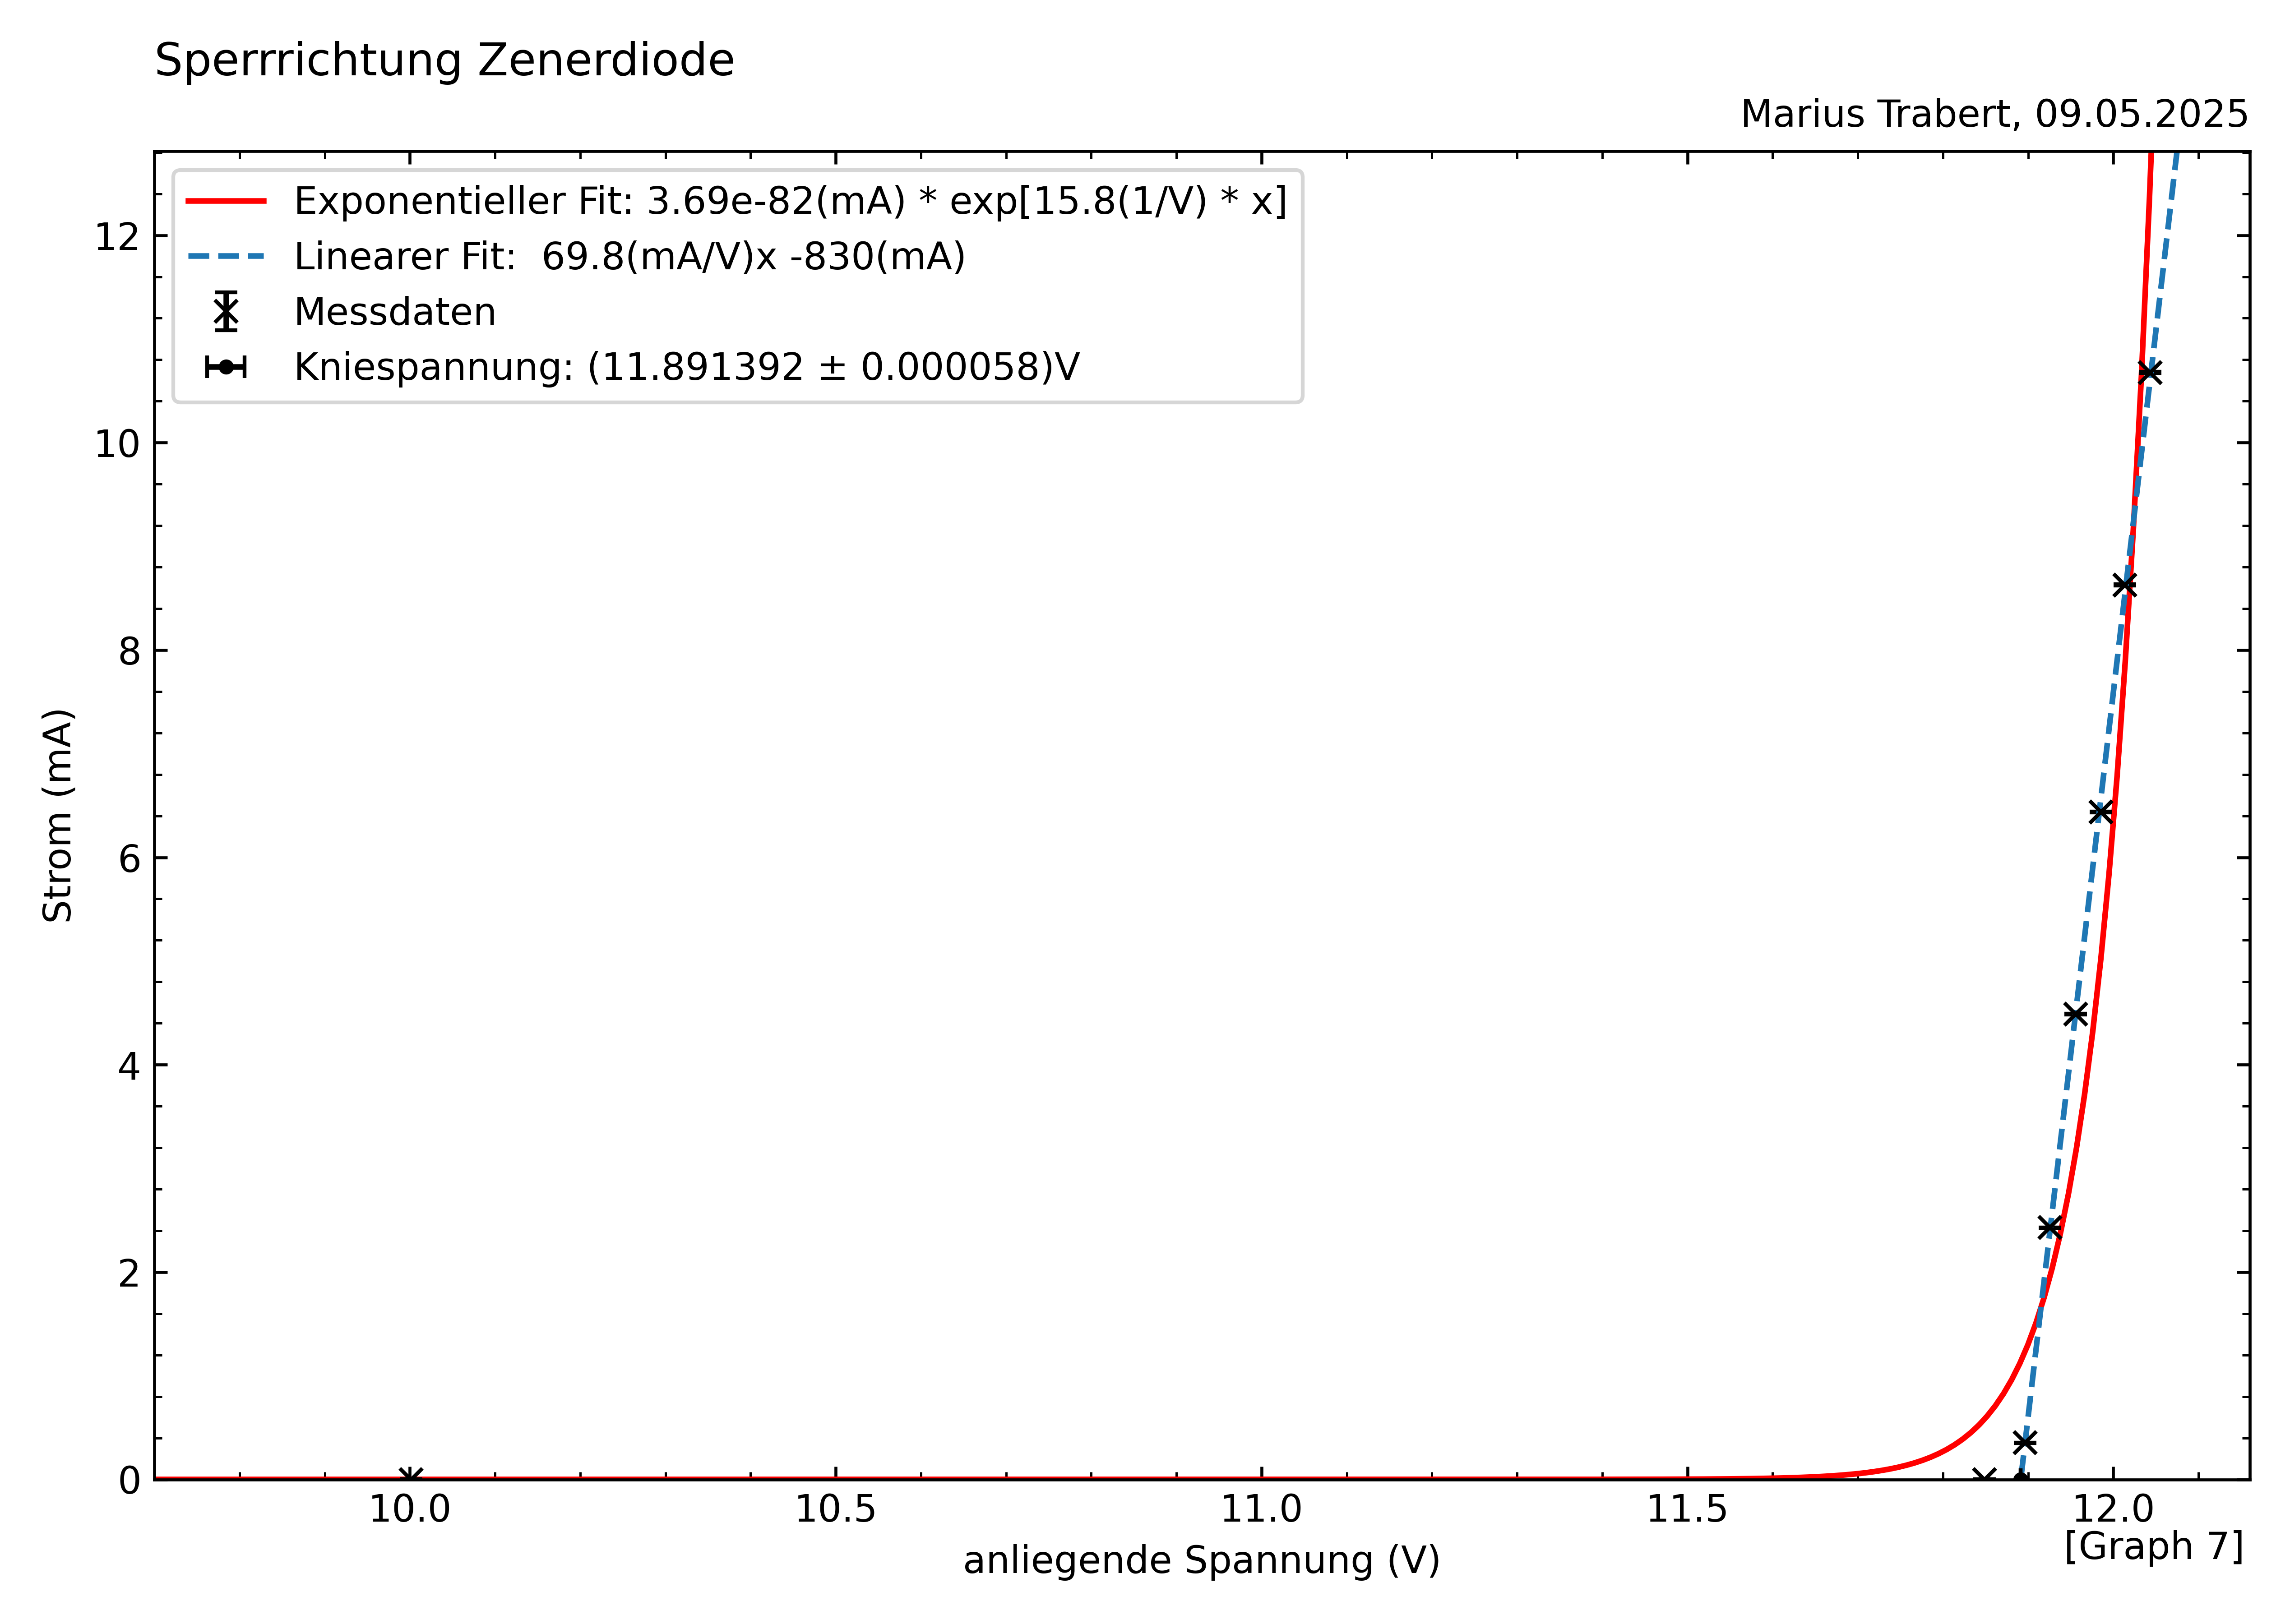 Sperrrichtung Zenerdiode
Marius Trabert, 09.05.2025
Exponentieller Fit: 3.69e-82(mA) * exp[15.8(1/V) * x]
Linearer Fit:  69.8(mA/V)x -830(mA)
Messdaten
Kniespannung: (11.891392 ± 0.000058)V
12
10
8
6
4
2
0
Strom (mA)
10.0 10.5 11.0 11.5 12.0
anliegende Spannung (V)
[Graph 7]